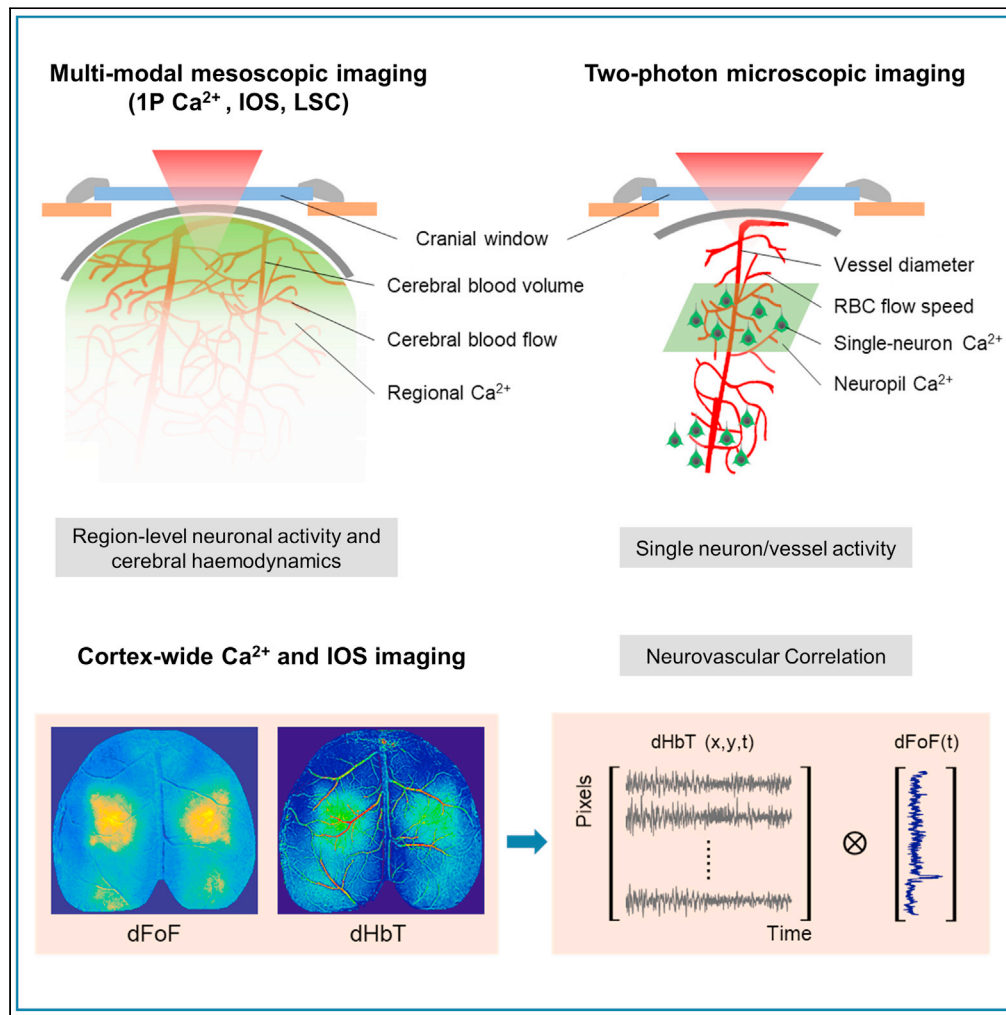 Multi-modal mesoscopic imaging
(1P Ca²⁺ , IOS, LSC)
Two-photon microscopic imaging
Cranial window
Cerebral blood volume
Cerebral blood flow
Regional Ca²⁺
Vessel diameter
RBC flow speed
Single-neuron Ca²⁺
Neuropil Ca²⁺
Region-level neuronal activity and
cerebral haemodynamics
Single neuron/vessel activity
Cortex-wide Ca²⁺ and IOS imaging
Neurovascular Correlation
dFoF
dHbT
dHbT (x,y,t)
dFoF(t)
Pixels
Time